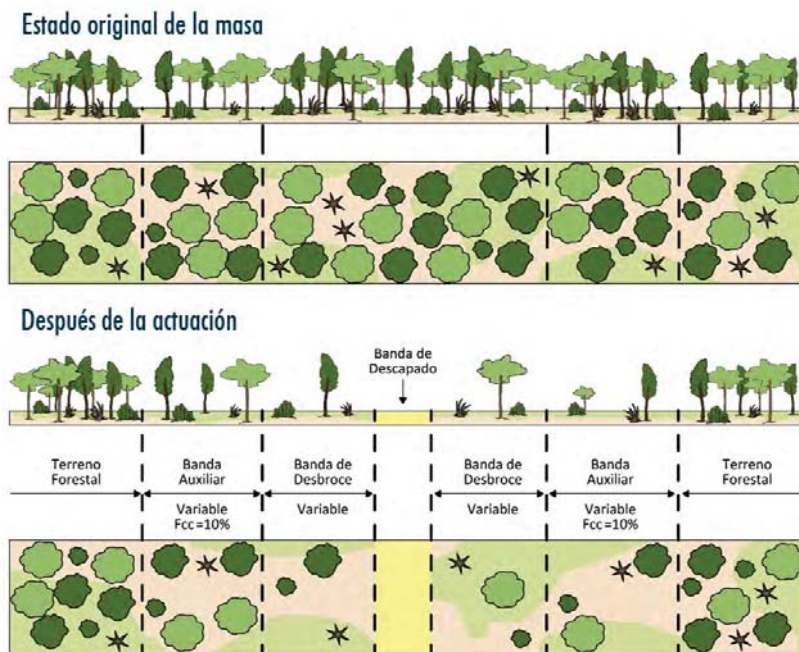 Estado original de la masa
Después de la actuación
Banda de
Descapado
Terreno
Forestal
Banda
Auxiliar
Banda de
Desbroce
Banda de
Desbroce
Banda
Auxiliar
Terreno
Forestal
Variable
Fcc=10%
Variable
Variable
Variable
Fcc=10%